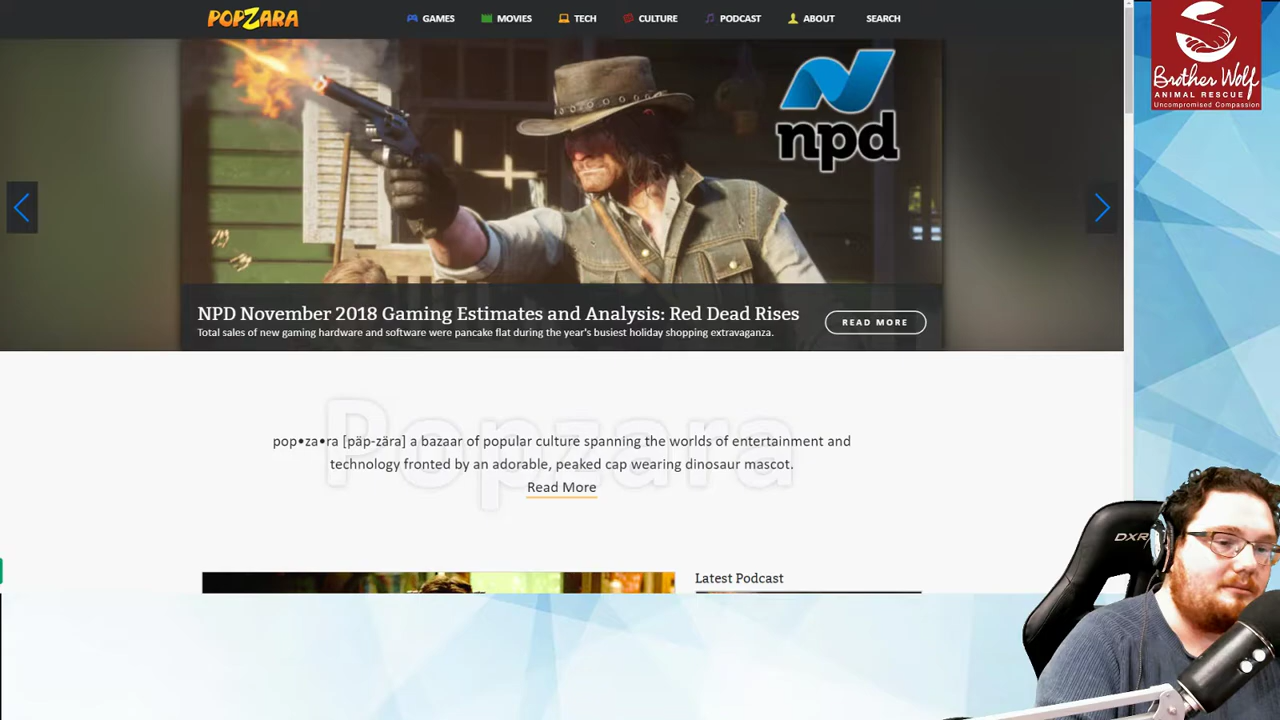 POPZARA
GAMES
MOVIES
TECH
CULTURE
PODCAST
ABOUT
SEARCH
npd
NPD November 2018 Gaming Estimates and Analysis: Red Dead Rises
Total sales of new gaming hardware and software were pancake flat during the year's busiest holiday shopping extravaganza.
READ MORE
Popzara
pop•za•ra [päp-zära] a bazaar of popular culture spanning the worlds of entertainment and
technology fronted by an adorable, peaked cap wearing dinosaur mascot.
Read More
Latest Podcast
Brother Wolf
ANIMAL RESCUE
Uncompromised Compassion
DXR